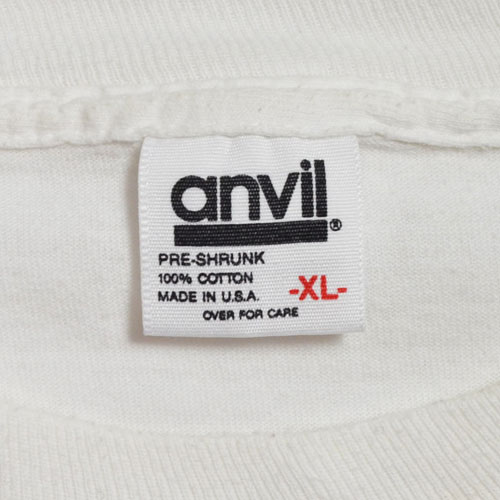 anvil®
PRE-SHRUNK
100% COTTON
MADE IN U.S.A. -XL-
OVER FOR CARE